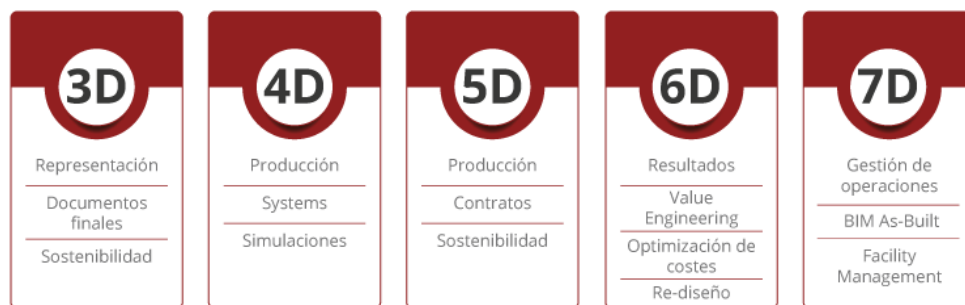 3D
Representación
Documentos
finales
Sostenibilidad
4D
Producción
Systems
Simulaciones
5D
Producción
Contratos
Sostenibilidad
6D
Resultados
Value
Engineering
Optimización de
costes
Re-diseño
7D
Gestión de
operaciones
BIM As-Built
Facility
Management